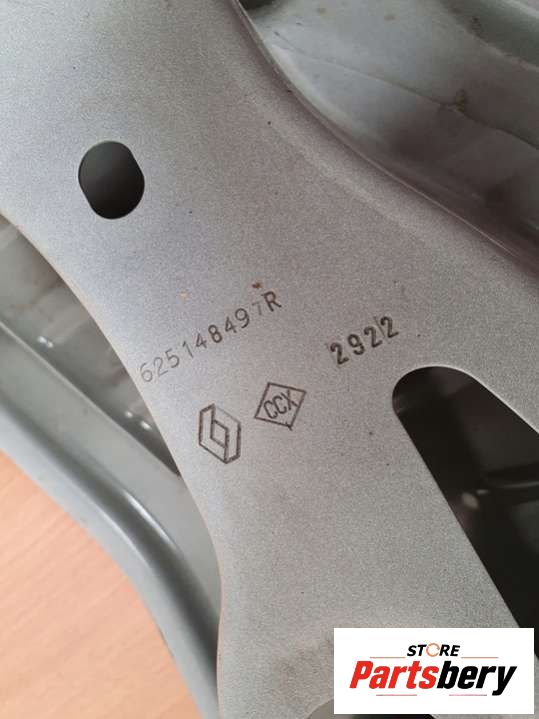 625148497R
2922
CCX
STORE
Partsbery